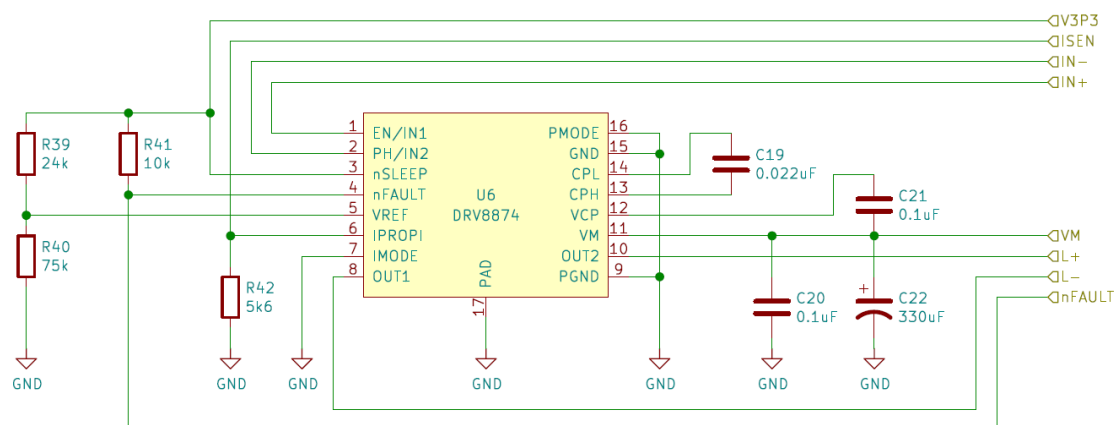 V3P3
ISEN
IN-
IN+
R39
24k
R41
10k
R40
75k
R42
5k6
1 EN/IN1
2 PH/IN2
3 nSLEEP
4 nFAULT
5 VREF
6 IPROPI
7 IMODE
8 OUT1
U6
DRV8874
PAD
17
PMODE 16
GND 15
CPL 14
CPH 13
VCP 12
VM 11
OUT2 10
PGND 9
C19
0.022uF
C21
0.1uF
C20
0.1uF
+
C22
330uF
VM
L+
L-
nFAULT
GND
GND
GND
GND
GND
GND
GND